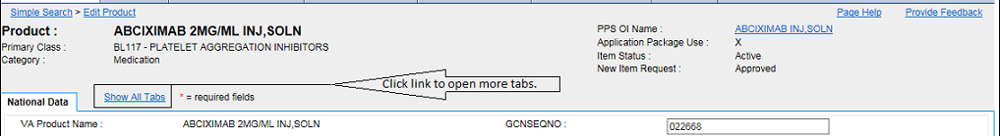 Simple Search > Edit Product
Page Help Provide Feedback
Product : ABCIXIMAB 2MG/ML INJ,SOLN
PPS OI Name : ABCIXIMAB INJ,SOLN
Primary Class : BL117 - PLATELET AGGREGATION INHIBITORS
Application Package Use : X
Category : Medication
Item Status : Active
New Item Request : Approved
Click link to open more tabs.
National Data Show All Tabs * = required fields
VA Product Name : ABCIXIMAB 2MG/ML INJ,SOLN GCNSEQNO : 022668